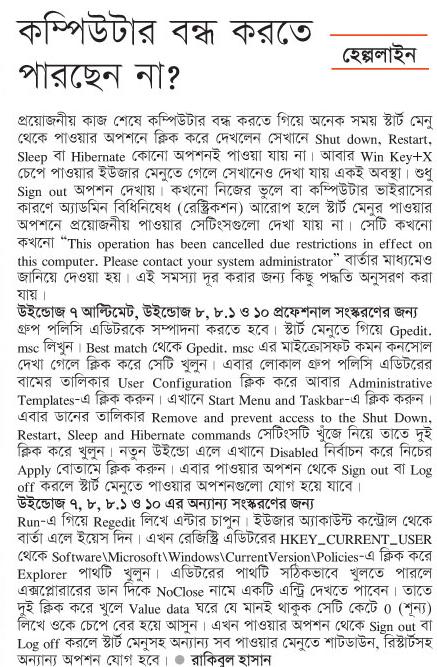 কম্পিউটার বন্ধ করতে
পারছেন না?
হেল্পলাইন
প্রয়োজনীয় কাজ শেষে কম্পিউটার বন্ধ করতে গিয়ে অনেক সময় স্টার্ট মেনু
থেকে পাওয়ার অপশনে ক্লিক করে দেখলেন সেখানে Shut down, Restart,
Sleep বা Hibernate কোনো অপশনই পাওয়া যায় না। আবার Win Key+X
চেপে পাওয়ার ইউজার মেনুতে গেলে সেখানেও দেখা যায় একই অবস্থা। শুধু
Sign out অপশন দেখায়। কখনো নিজের ভুলে বা কম্পিউটার ভাইরাসের
কারণে অ্যাডমিন বিধিনিষেধ (রেস্ট্রিকশন) আরোপ হলে স্টার্ট মেনুর পাওয়ার
অপশনে প্রয়োজনীয় পাওয়ার সেটিংসগুলো দেখা যায় না। সেটি কখনো
কখনো “This operation has been cancelled due restrictions in effect on
this computer. Please contact your system administrator” বার্তার মাধ্যমেও
জানিয়ে দেওয়া হয়। এই সমস্যা দূর করার জন্য কিছু পদ্ধতি অনুসরণ করা
যায়।
উইন্ডোজ ৭ আল্টিমেট, উইন্ডোজ ৮, ৮.১ ও ১০ প্রফেশনাল সংস্করণের জন্য
গ্রুপ পলিসি এডিটরকে সম্পাদনা করতে হবে। স্টার্ট মেনুতে গিয়ে Gpedit.
msc লিখুন। Best match থেকে Gpedit. msc এর মাইক্রোসফট কমন কনসোল
দেখা গেলে ক্লিক করে সেটি খুলুন। এবার লোকাল গ্রুপ পলিসি এডিটরের
বামের তালিকার User Configuration ক্লিক করে আবার Administrative
Templates-এ ক্লিক করুন। এখানে Start Menu and Taskbar-এ ক্লিক করুন।
এবার ডানের তালিকার Remove and prevent access to the Shut Down,
Restart, Sleep and Hibernate commands সেটিংসটি খুঁজে নিয়ে তাতে দুই
ক্লিক করে খুলুন। নতুন উইন্ডো এলে এখানে Disabled নির্বাচন করে নিচের
Apply বোতামে ক্লিক করুন। এবার পাওয়ার অপশন থেকে Sign out বা Log
off করলে স্টার্ট মেনুতে পাওয়ার অপশনগুলো যোগ হয়ে যাবে।
উইন্ডোজ ৭, ৮, ৮.১ ও ১০ এর অন্যান্য সংস্করণের জন্য
Run-এ গিয়ে Regedit লিখে এন্টার চাপুন। ইউজার অ্যাকাউন্ট কন্ট্রোল থেকে
বার্তা এলে ইয়েস দিন। এখন রেজিস্ট্রি এডিটরের HKEY_CURRENT_USER
থেকে Software\Microsoft\Windows\CurrentVersion\Policies-এ ক্লিক করে
Explorer পাথটি খুলুন। এডিটরের পাথটি সঠিকভাবে খুলতে পারলে
এক্সপ্লোরারের ডান দিকে NoClose নামে একটি এন্ট্রি দেখতে পাবেন। তাতে
দুই ক্লিক করে খুলে Value data ঘরে যে মানই থাকুক সেটি কেটে 0 (শূন্য)
লিখে ওকে চেপে বের হয়ে আসুন। এখন পাওয়ার অপশন থেকে Sign out বা
Log off করলে স্টার্ট মেনুসহ অন্যান্য সব পাওয়ার মেনুতে শাটডাউন, রিস্টার্টসহ
অন্যান্য অপশন যোগ হবে। ● রাকিবুল হাসান